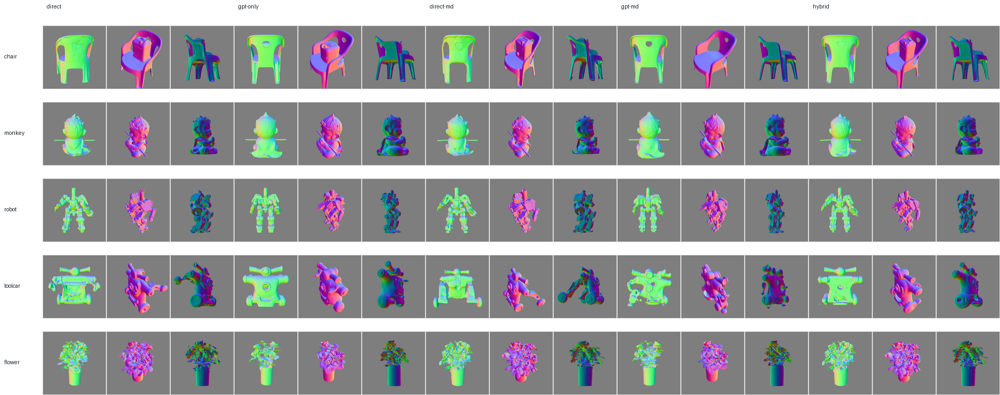 direct gpt-only direct-md gpt-md hybrid
chair
monkey
robot
toolcar
flower